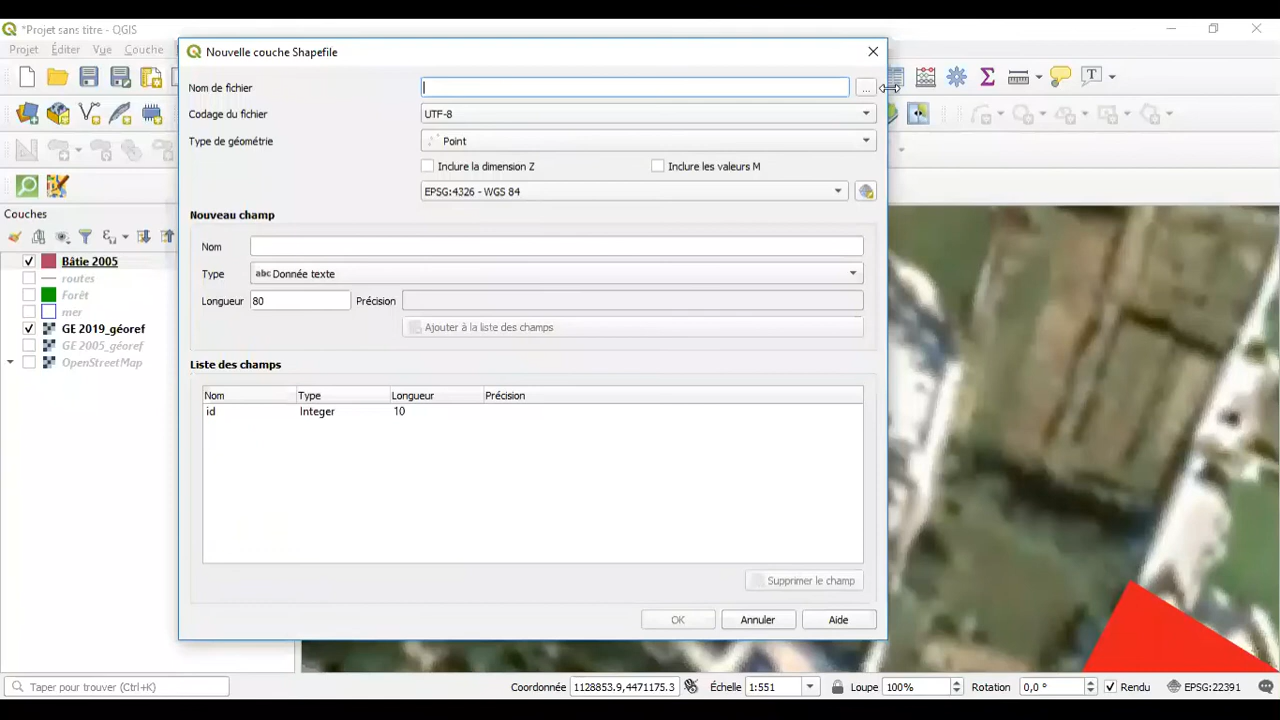 *Projet sans titre - QGIS
Projet Éditer Vue Couche
Nouvelle couche Shapefile
Nom de fichier
...
Codage du fichier UTF-8
Type de géométrie Point
Inclure la dimension Z Inclure les valeurs M
EPSG:4326 - WGS 84
Nouveau champ
Nom
Type abc Donnée texte
Longueur 80 Précision
Ajouter à la liste des champs
Liste des champs
Nom Type Longueur Précision
id Integer 10
Supprimer le champ
OK Annuler Aide
Couches
Bâtie 2005
routes
Forêt
mer
GE 2019_géoref
GE 2005_géoref
OpenStreetMap
Taper pour trouver (Ctrl+K) Coordonnée 1128853.9,4471175.3 Échelle 1:551 Loupe 100% Rotation 0,0 ° Rendu EPSG:22391